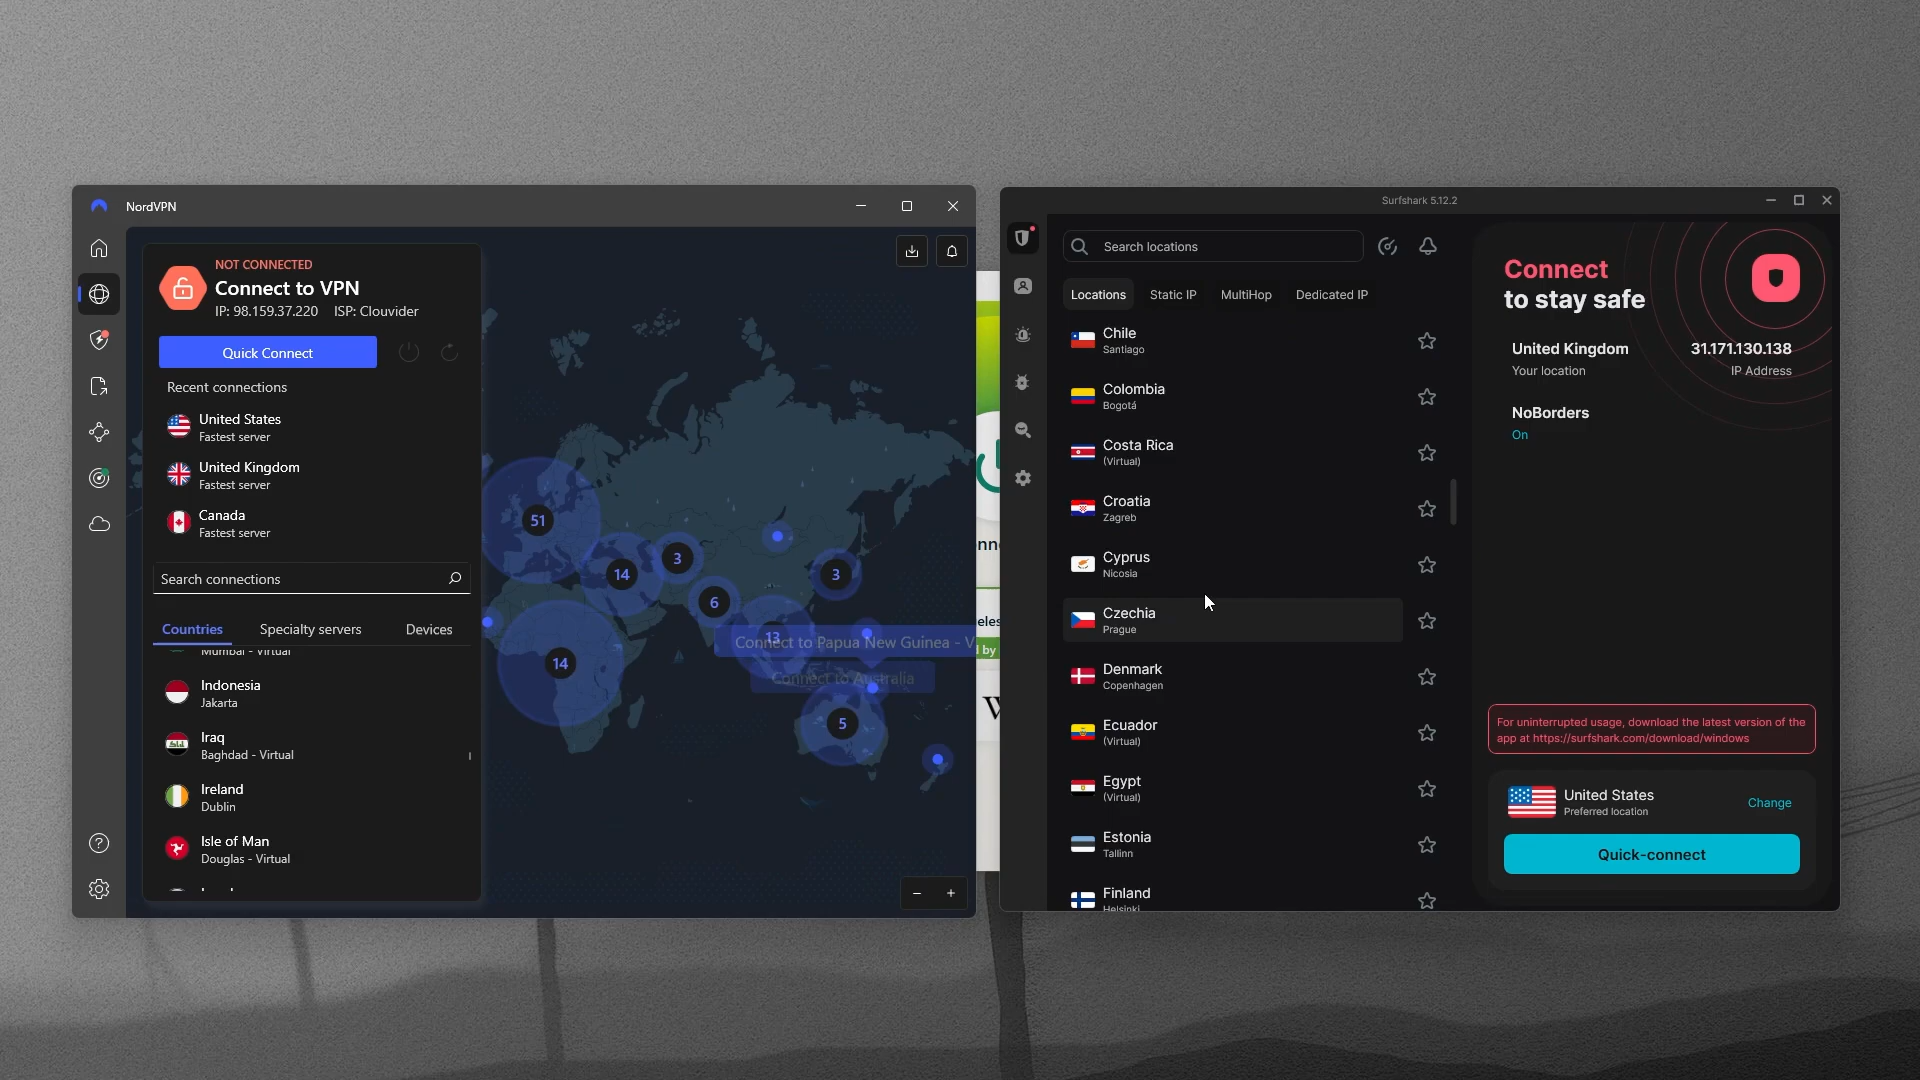 NordVPN
NOT CONNECTED
Connect to VPN
IP: 98.159.37.220 ISP: Clouvider
Quick Connect
Recent connections
United States
Fastest server
United Kingdom
Fastest server
Canada
Fastest server
Search connections
Countries Specialty servers Devices
Mumbai - Virtual
Indonesia
Jakarta
Iraq
Baghdad - Virtual
Ireland
Dublin
Isle of Man
Douglas - Virtual
51
14
3
6
3
13
14
5
Connect to Papua New Guinea - V
Connect to Australia
− +
d by
W
Surfshark 5.12.2
Search locations
Locations Static IP MultiHop Dedicated IP
Chile
Santiago
Colombia
Bogotá
Costa Rica
(Virtual)
Croatia
Zagreb
Cyprus
Nicosia
Czechia
Prague
Denmark
Copenhagen
Ecuador
(Virtual)
Egypt
(Virtual)
Estonia
Tallinn
Finland
Helsinki
Connect
to stay safe
United Kingdom 31.171.130.138
Your location IP Address
NoBorders
On
For uninterrupted usage, download the latest version of the
app at https://surfshark.com/download/windows
United States
Preferred location
Change
Quick-connect